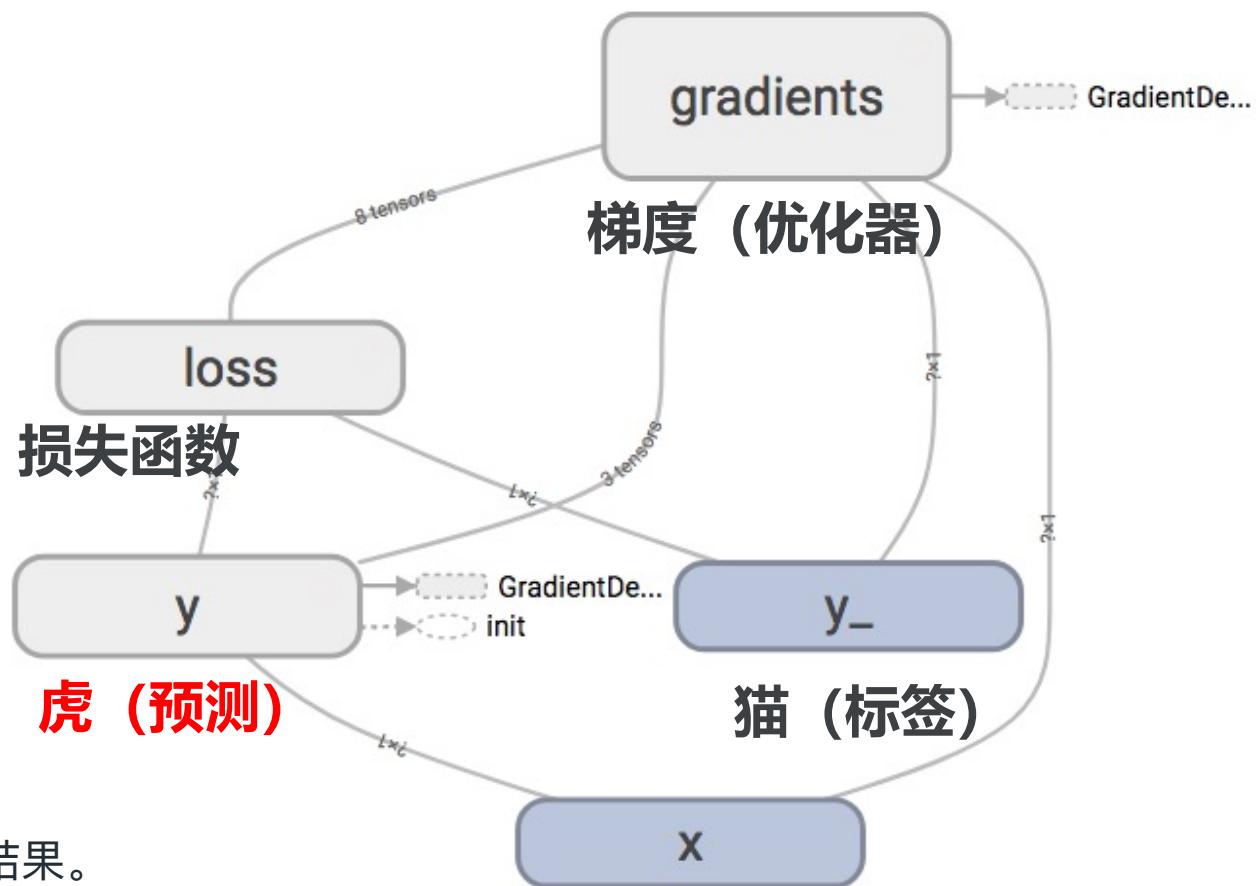 gradients
GradientDe...
8 tensors
梯度（优化器）
loss
?×1
损失函数
3 tensors
?×1
?×1
?×1
y
GradientDe...
init
y_
虎（预测）
猫（标签）
?×1
x
结果。